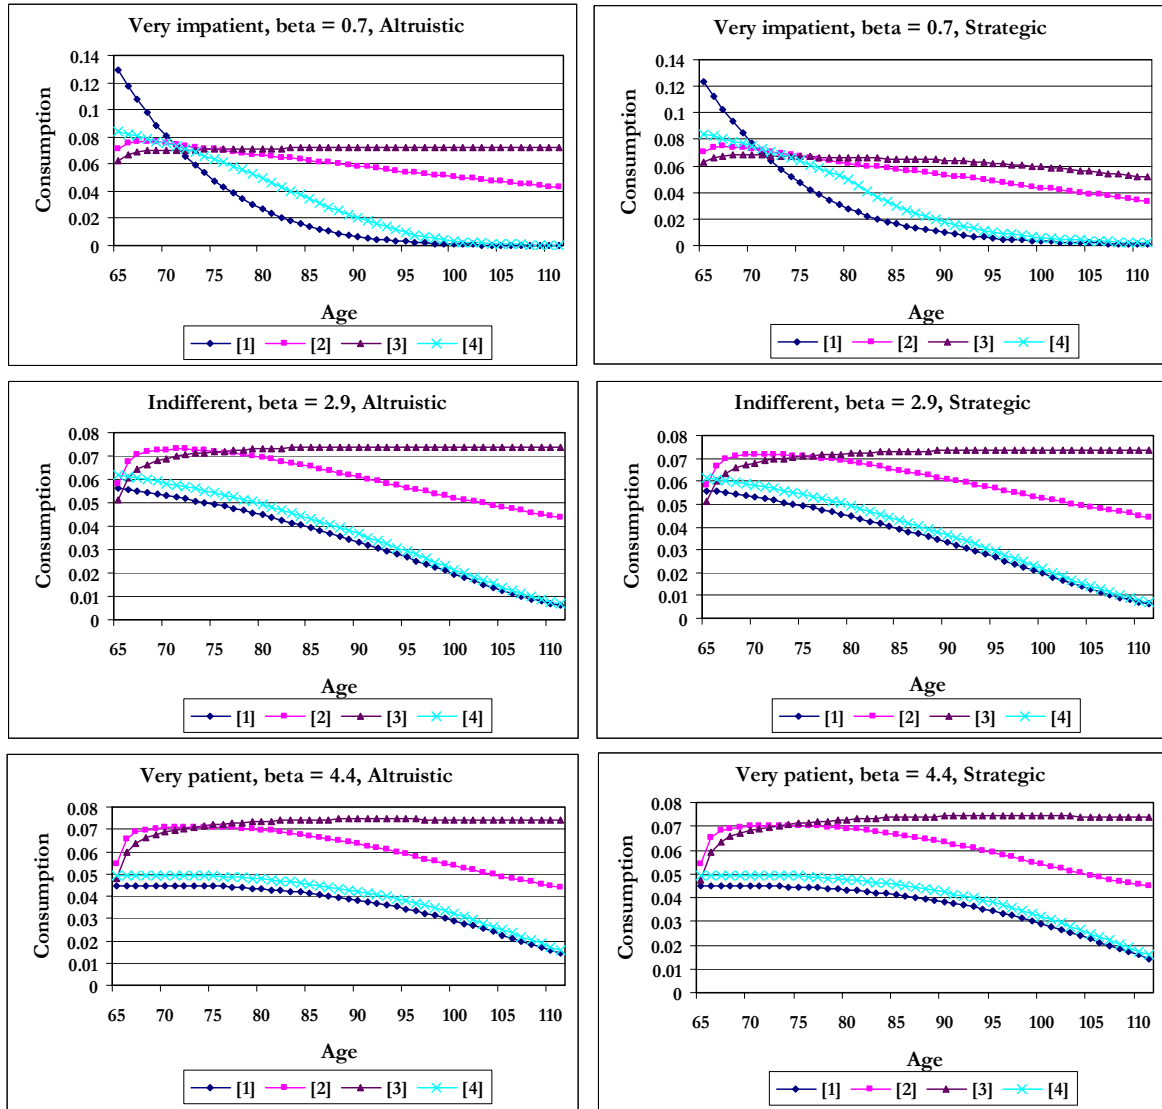 Very impatient, beta = 0.7, Altruistic
Consumption
0.14
0.12
0.1
0.08
0.06
0.04
0.02
0
65 70 75 80 85 90 95 100 105 110
Age
[1] [2] [3] [4]
Very impatient, beta = 0.7, Strategic
Consumption
0.14
0.12
0.1
0.08
0.06
0.04
0.02
0
65 70 75 80 85 90 95 100 105 110
Age
[1] [2] [3] [4]
Indifferent, beta = 2.9, Altruistic
Consumption
0.08
0.07
0.06
0.05
0.04
0.03
0.02
0.01
0
65 70 75 80 85 90 95 100 105 110
Age
[1] [2] [3] [4]
Indifferent, beta = 2.9, Strategic
Consumption
0.08
0.07
0.06
0.05
0.04
0.03
0.02
0.01
0
65 70 75 80 85 90 95 100 105 110
Age
[1] [2] [3] [4]
Very patient, beta = 4.4, Altruistic
Consumption
0.08
0.07
0.06
0.05
0.04
0.03
0.02
0.01
0
65 70 75 80 85 90 95 100 105 110
Age
[1] [2] [3] [4]
Very patient, beta = 4.4, Strategic
Consumption
0.08
0.07
0.06
0.05
0.04
0.03
0.02
0.01
0
65 70 75 80 85 90 95 100 105 110
Age
[1] [2] [3] [4]